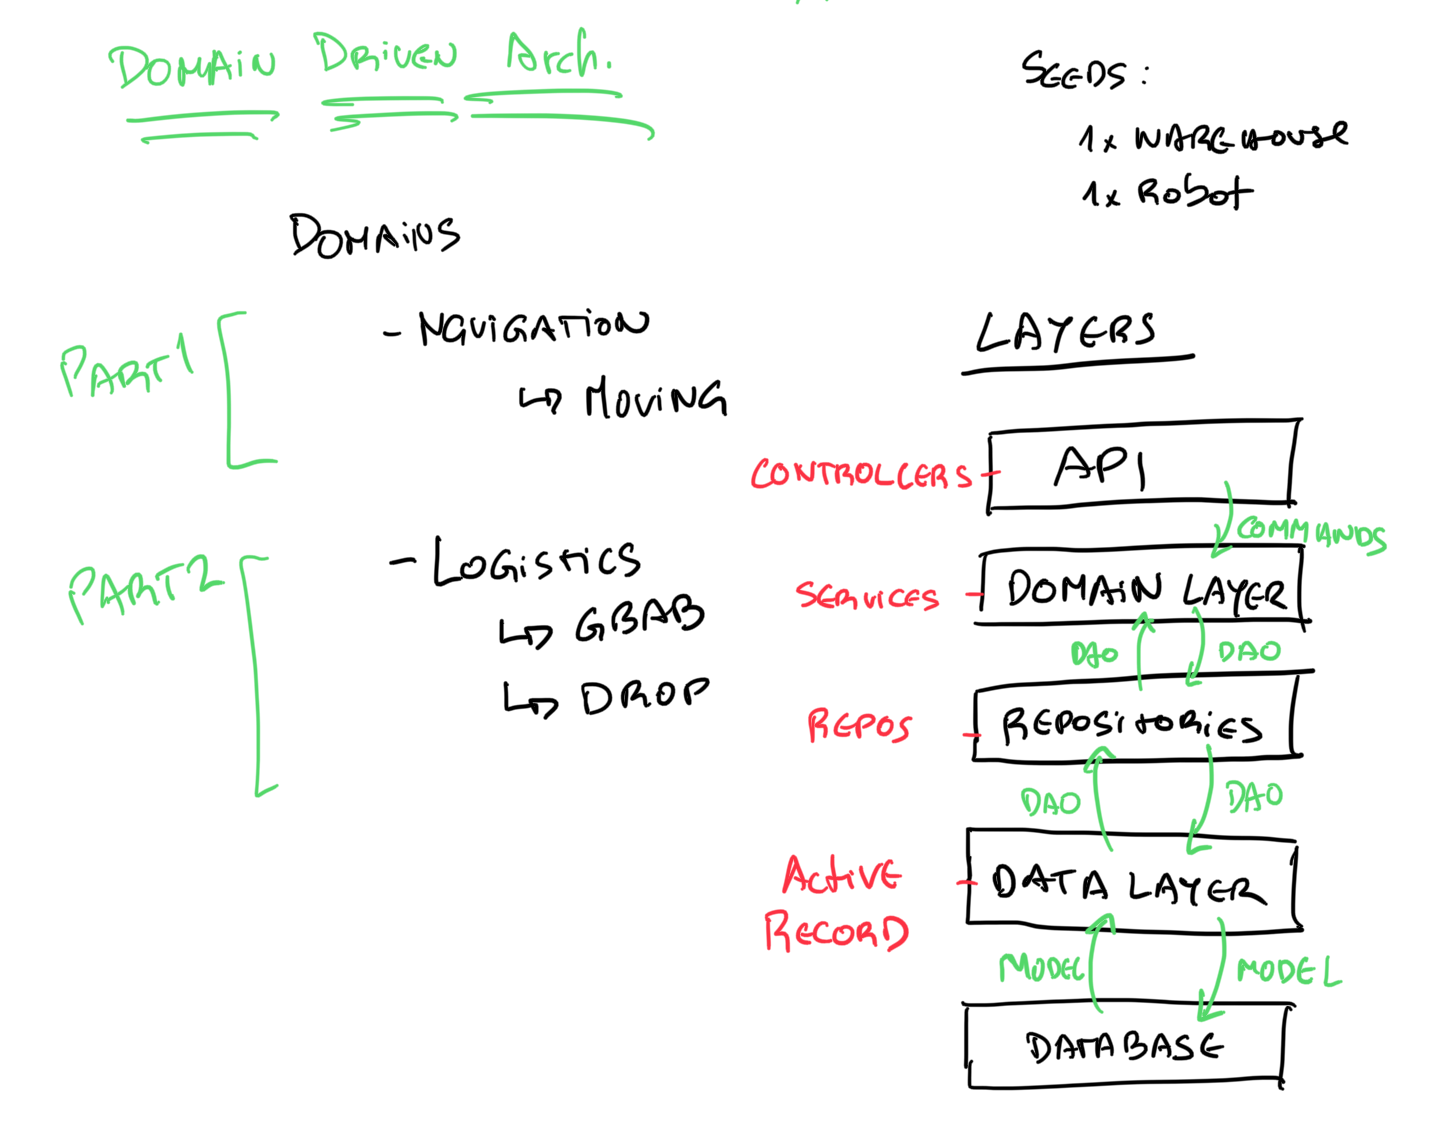 DOMAIN DRIVEN Arch.
DOMAINS
PART1
- NAVIGATION
↳ MOVING
PART2
- LOGISTICS
↳ GBAB
↳ DROP
SEEDS:
1x WAREHOUSE
1x ROBOT
LAYERS
CONTROLLERS - API
COMMANDS
SERVICES - DOMAIN LAYER
DAO DAO
REPOS - REPOSITORIES
DAO DAO
ACTIVE RECORD - DATA LAYER
MODEL MODEL
DATABASE